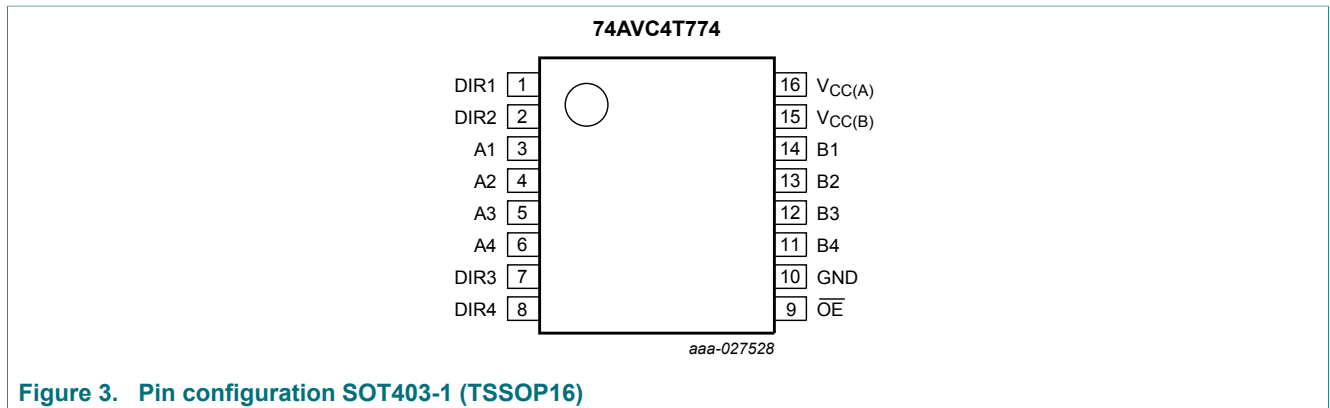 74AVC4T774
DIR1 1 16 VCC(A)
DIR2 2 15 VCC(B)
A1 3 14 B1
A2 4 13 B2
A3 5 12 B3
A4 6 11 B4
DIR3 7 10 GND
DIR4 8 9 O̅E̅
aaa-027528
Figure 3. Pin configuration SOT403-1 (TSSOP16)